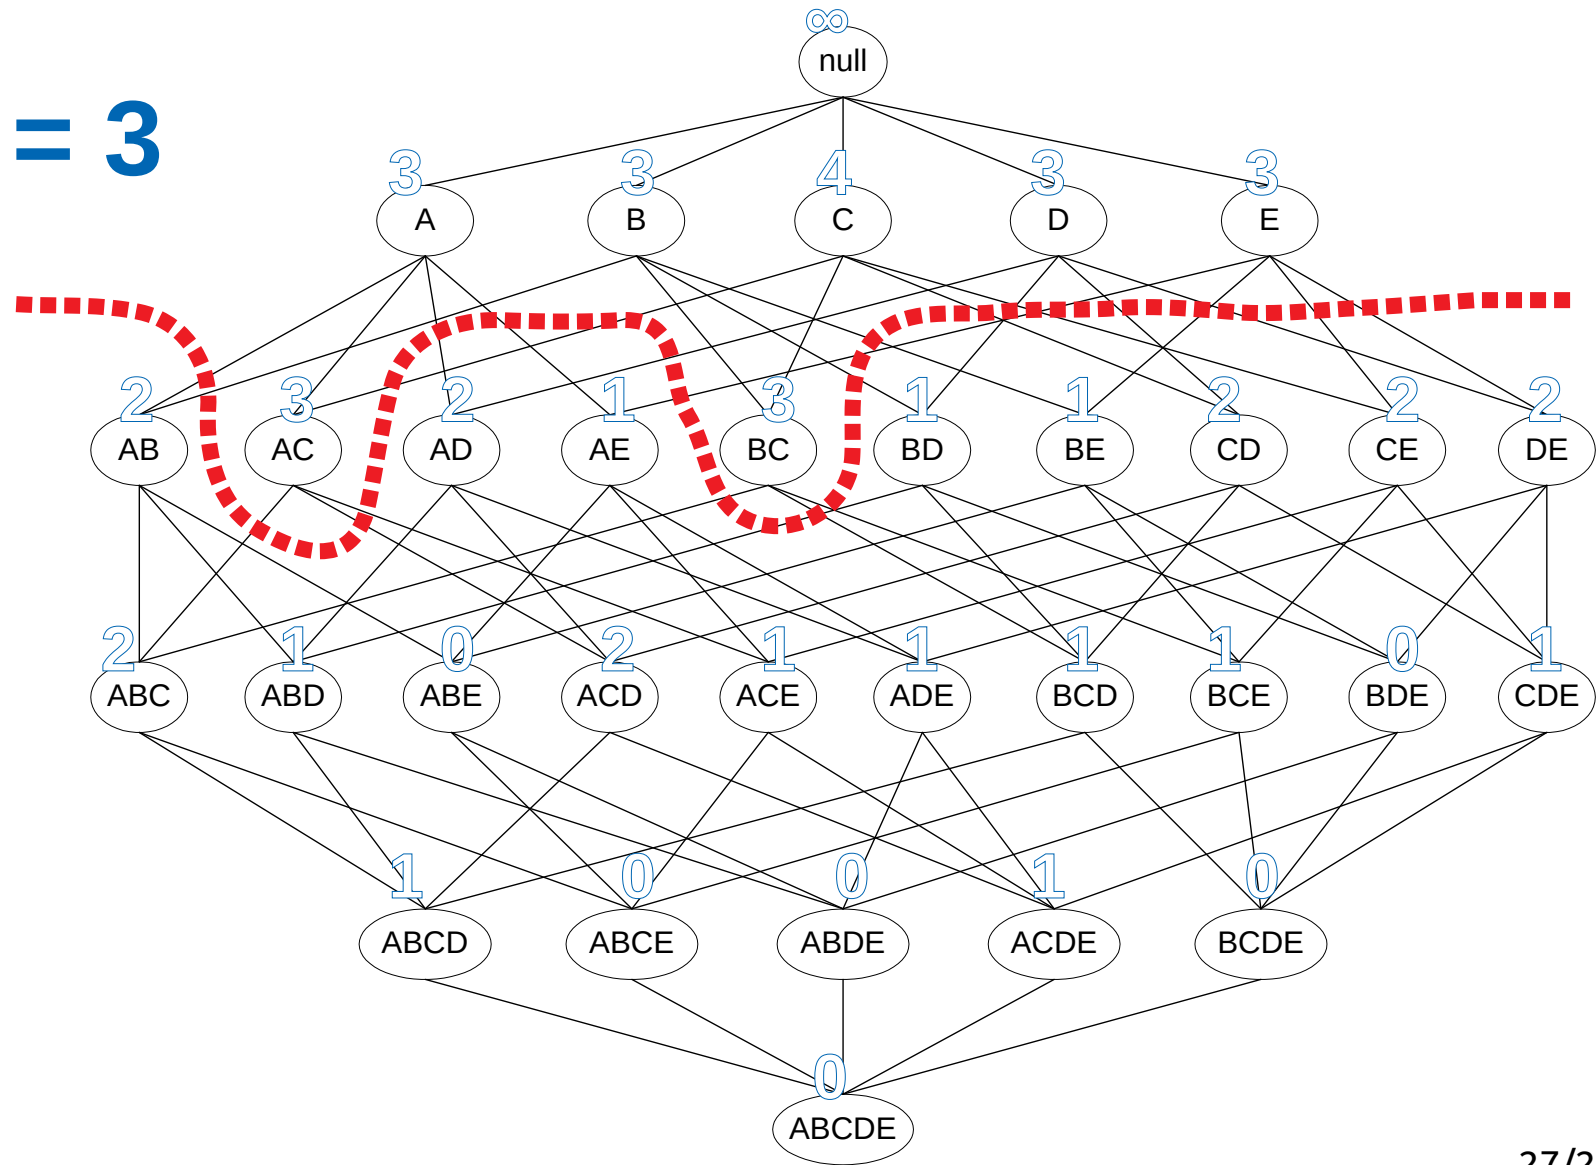 ∞
null
= 3
3 3 4 3 3
A B C D E
2 3 2 1 3 1 1 2 2 2
AB AC AD AE BC BD BE CD CE DE
2 1 0 2 1 1 1 1 0 1
ABC ABD ABE ACD ACE ADE BCD BCE BDE CDE
1 0 0 1 0
ABCD ABCE ABDE ACDE BCDE
0
ABCDE
27/2